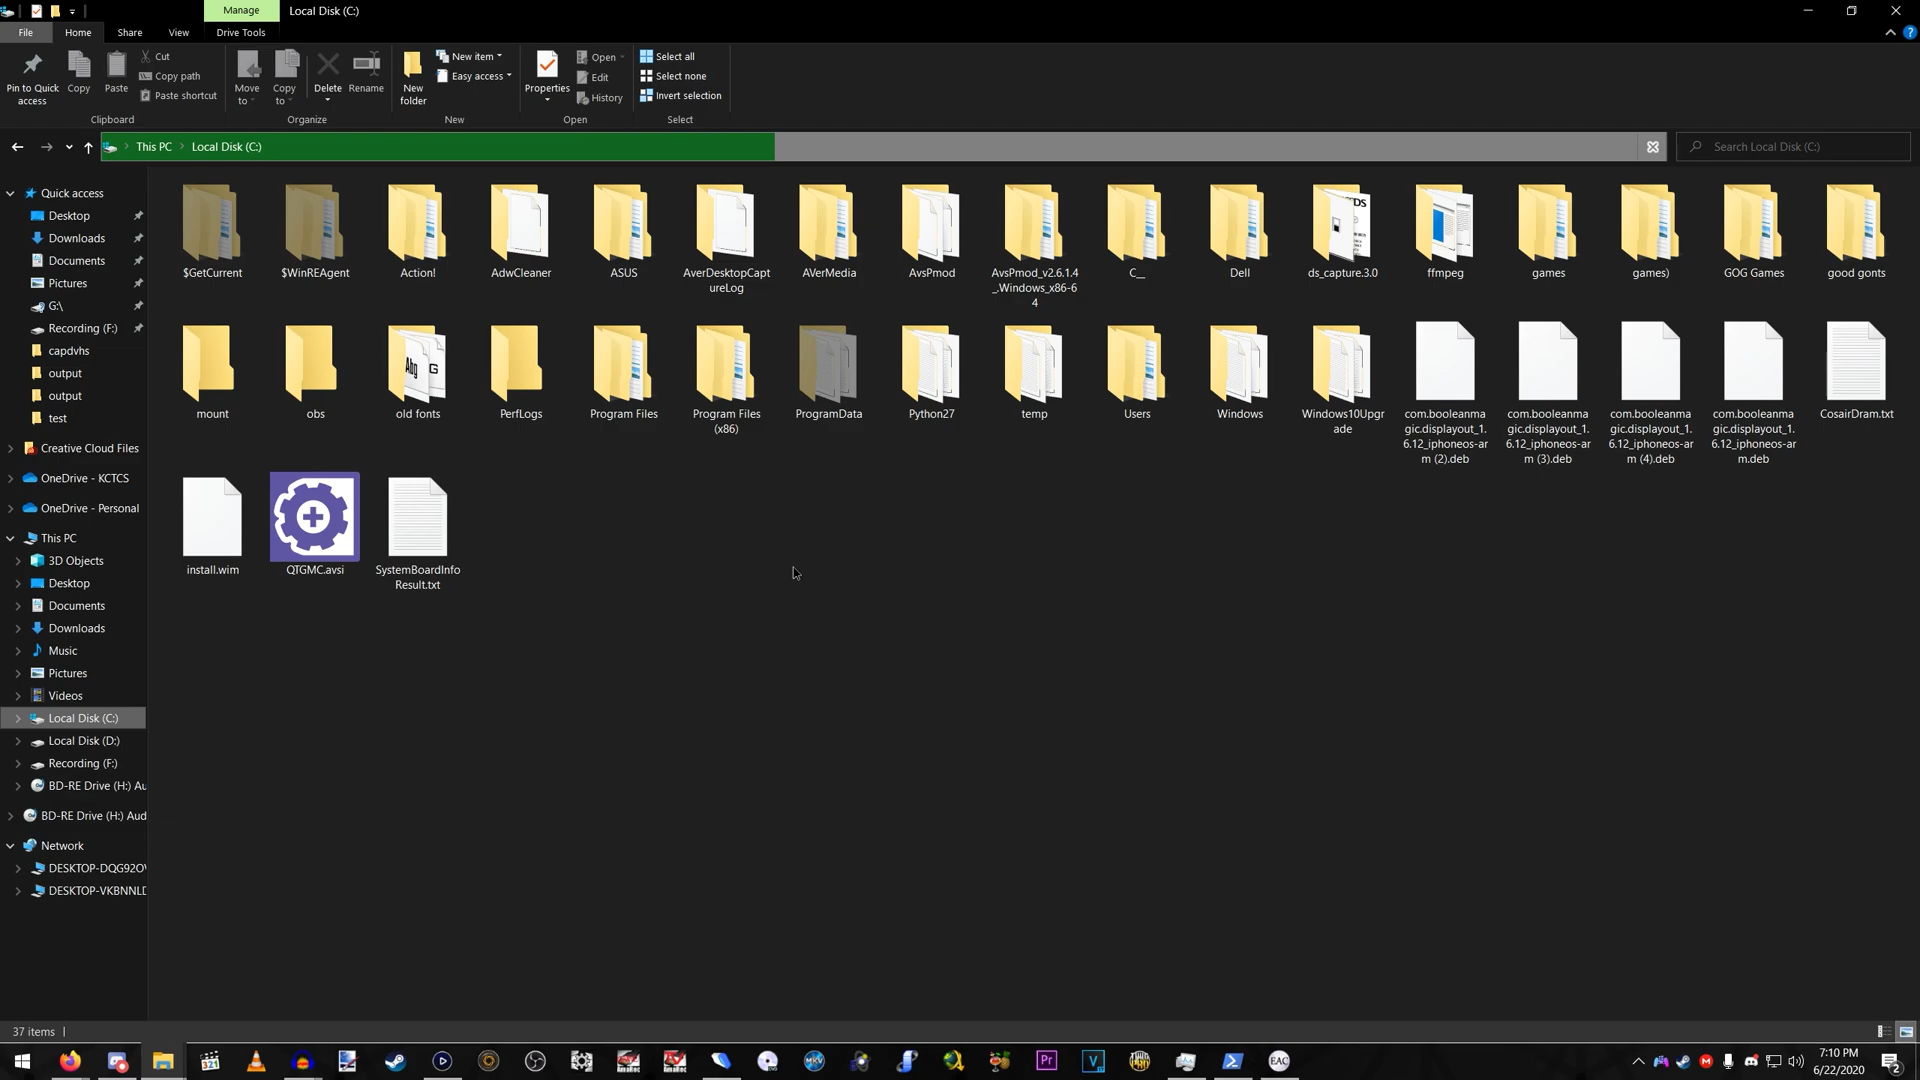 Manage
Local Disk (C:)
File
Home
Share
View
Drive Tools
Pin to Quick
access
Copy
Paste
Cut
Copy path
Paste shortcut
Clipboard
Move
to
Copy
to
Delete
Rename
Organize
New
folder
New item
Easy access
New
Properties
Open
Edit
History
Open
Select all
Select none
Invert selection
Select
This PC
Local Disk (C:)
Search Local Disk (C:)
Quick access
Desktop
Downloads
Documents
Pictures
G:\
Recording (F:)
capdvhs
output
output
test
Creative Cloud Files
OneDrive - KCTCS
OneDrive - Personal
This PC
3D Objects
Desktop
Documents
Downloads
Music
Pictures
Videos
Local Disk (C:)
Local Disk (D:)
Recording (F:)
BD-RE Drive (H:) Au
BD-RE Drive (H:) Aud
Network
DESKTOP-DQG92O
DESKTOP-VKBNNL
$GetCurrent
$WinREAgent
Action!
AdwCleaner
ASUS
AverDesktopCapt
ureLog
AVerMedia
AvsPmod
AvsPmod_v2.6.1.4
_.Windows_x86-6
4
C__
Dell
ds_capture.3.0
ffmpeg
games
games)
GOG Games
good gonts
mount
obs
old fonts
PerfLogs
Program Files
Program Files
(x86)
ProgramData
Python27
temp
Users
Windows
Windows10Upgr
ade
com.booleanma
gic.displayout_1.
6.12_iphoneos-ar
m (2).deb
com.booleanma
gic.displayout_1.
6.12_iphoneos-ar
m (3).deb
com.booleanma
gic.displayout_1.
6.12_iphoneos-ar
m (4).deb
com.booleanma
gic.displayout_1.
6.12_iphoneos-ar
m.deb
CosairDram.txt
install.wim
QTGMC.avsi
SystemBoardInfo
Result.txt
37 items
7:10 PM
6/22/2020
2